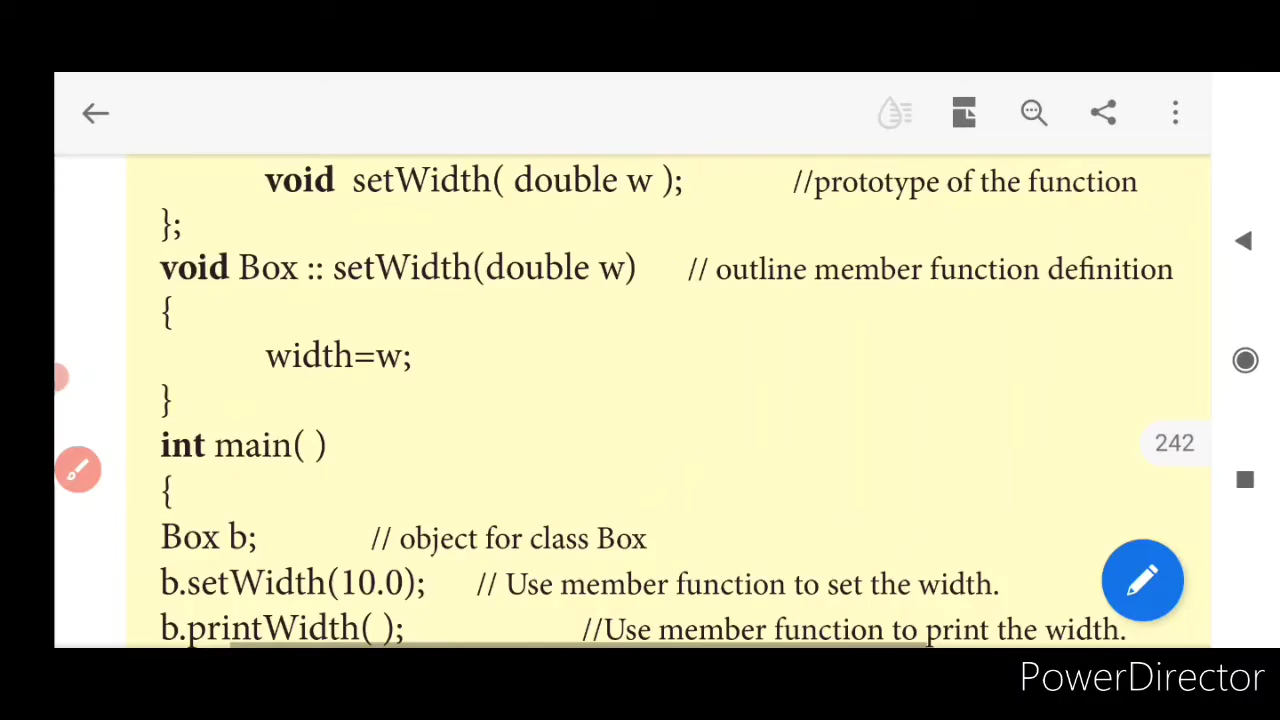 void setWidth( double w ); //prototype of the function
};
void Box :: setWidth(double w) // outline member function definition
{
width=w;
}
int main( )
{
Box b; // object for class Box
b.setWidth(10.0); // Use member function to set the width.
b.printWidth( ); //Use member function to print the width.
242
PowerDirector